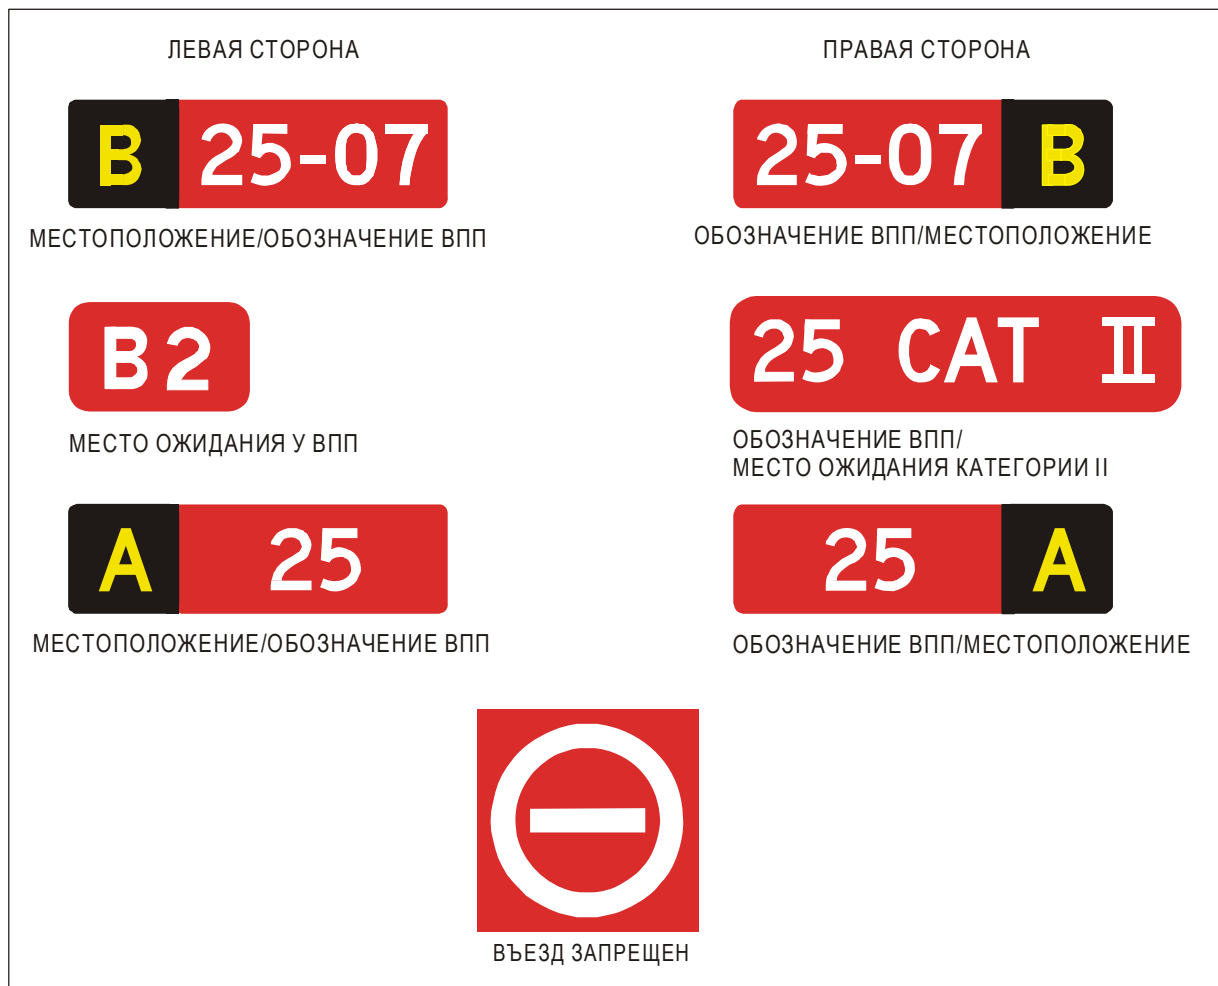 ЛЕВАЯ СТОРОНА
ПРАВАЯ СТОРОНА
B 25-07
25-07 B
МЕСТОПОЛОЖЕНИЕ/ОБОЗНАЧЕНИЕ ВПП
ОБОЗНАЧЕНИЕ ВПП/МЕСТОПОЛОЖЕНИЕ
B2
25 CAT II
МЕСТО ОЖИДАНИЯ У ВПП
ОБОЗНАЧЕНИЕ ВПП/
МЕСТО ОЖИДАНИЯ КАТЕГОРИИ II
A 25
25 A
МЕСТОПОЛОЖЕНИЕ/ОБОЗНАЧЕНИЕ ВПП
ОБОЗНАЧЕНИЕ ВПП/МЕСТОПОЛОЖЕНИЕ
ВЪЕЗД ЗАПРЕЩЕН